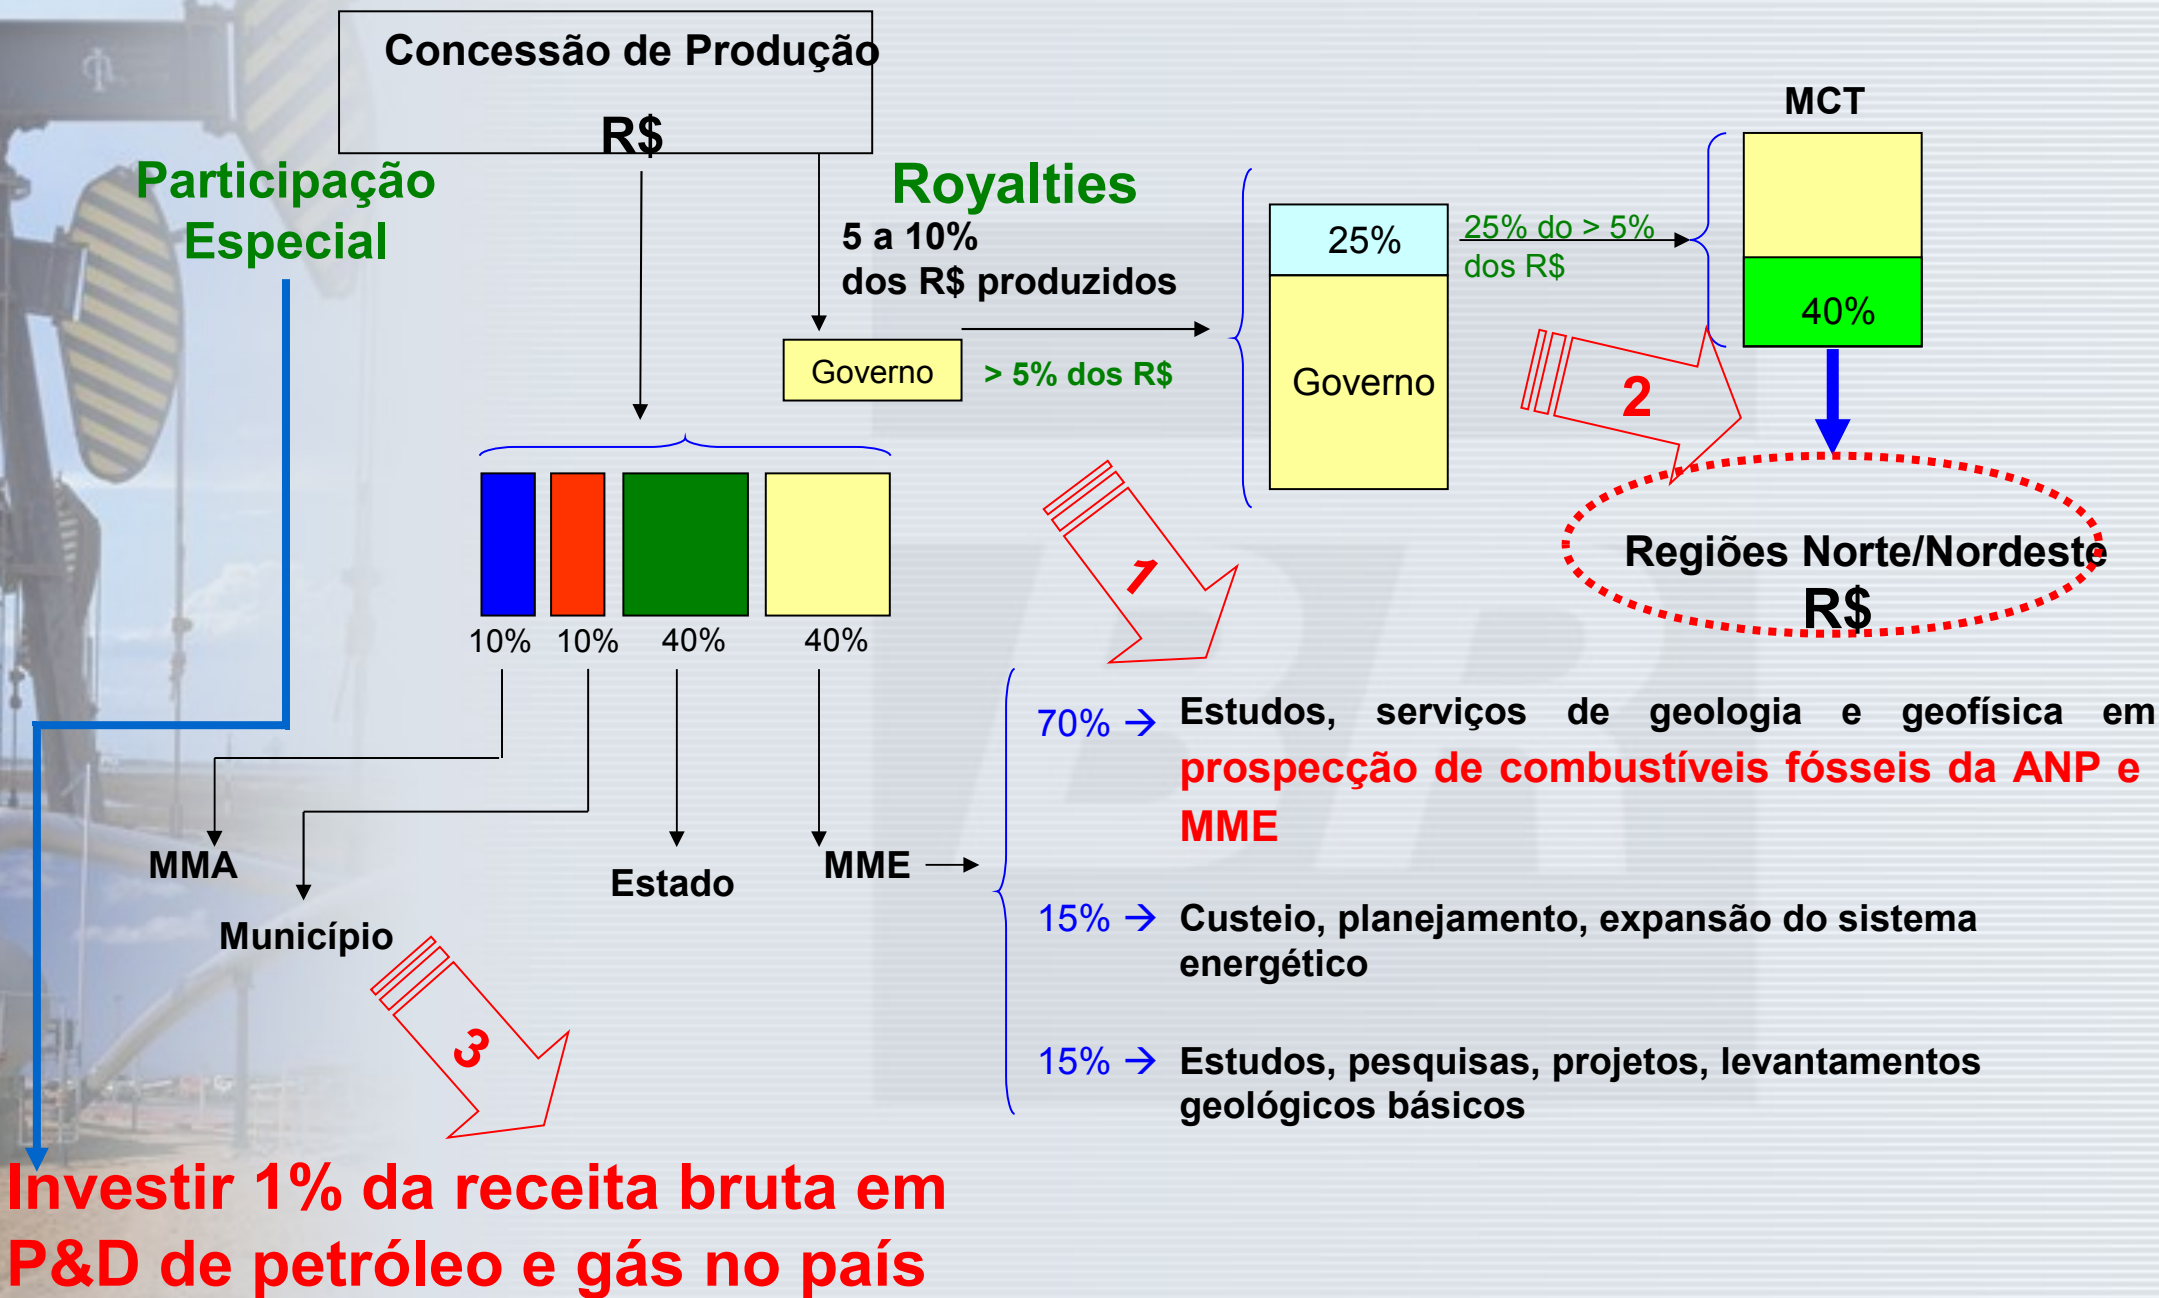 Concessão de Produção
R$
MCT
Participação
Especial
Royalties
5 a 10%
dos R$ produzidos
25%
25% do > 5%
dos R$
40%
Governo
> 5% dos R$
Governo
2
1
Regiões Norte/Nordeste
R$
10%
10%
40%
40%
70% → Estudos, serviços de geologia e geofísica em
prospecção de combustíveis fósseis da ANP e
MME
MMA
Estado
MME
Município
15% → Custeio, planejamento, expansão do sistema
energético
3
15% → Estudos, pesquisas, projetos, levantamentos
geológicos básicos
Investir 1% da receita bruta em
P&D de petróleo e gás no país
BR